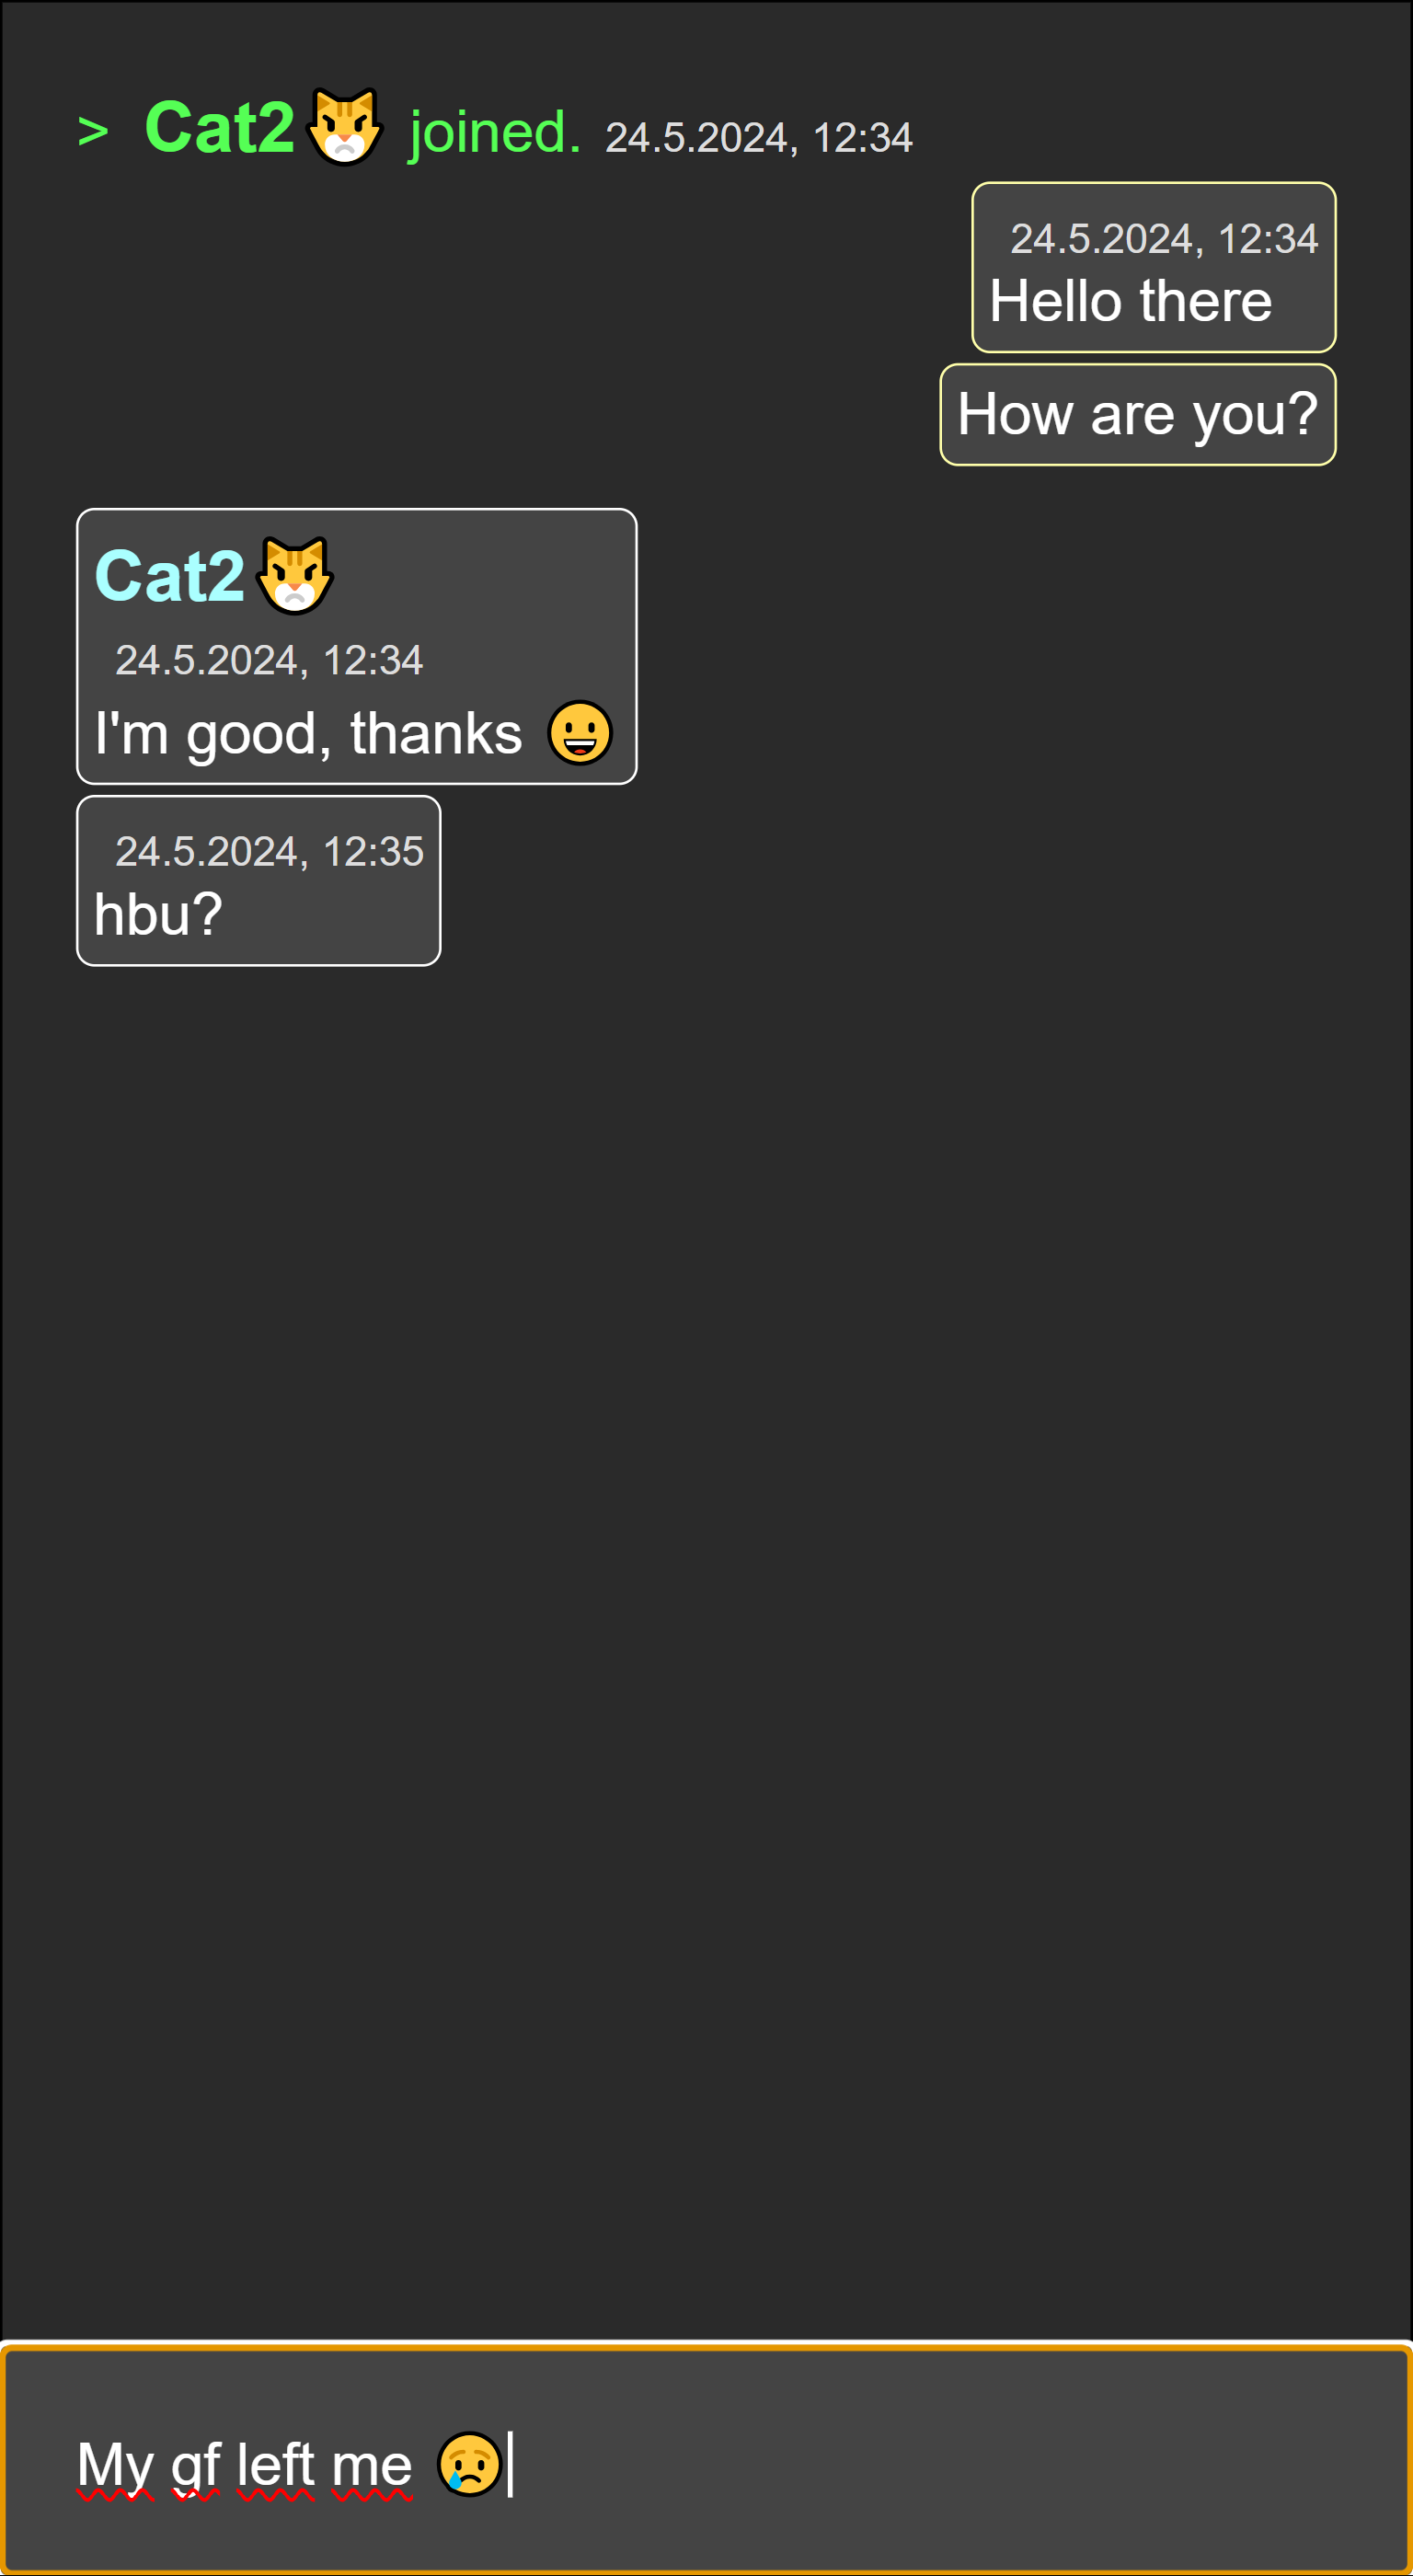 > Cat2🐯 joined. 24.5.2024, 12:34
24.5.2024, 12:34
Hello there
How are you?
Cat2🐯
24.5.2024, 12:34
I'm good, thanks 😀
24.5.2024, 12:35
hbu?
My gf left me 😢